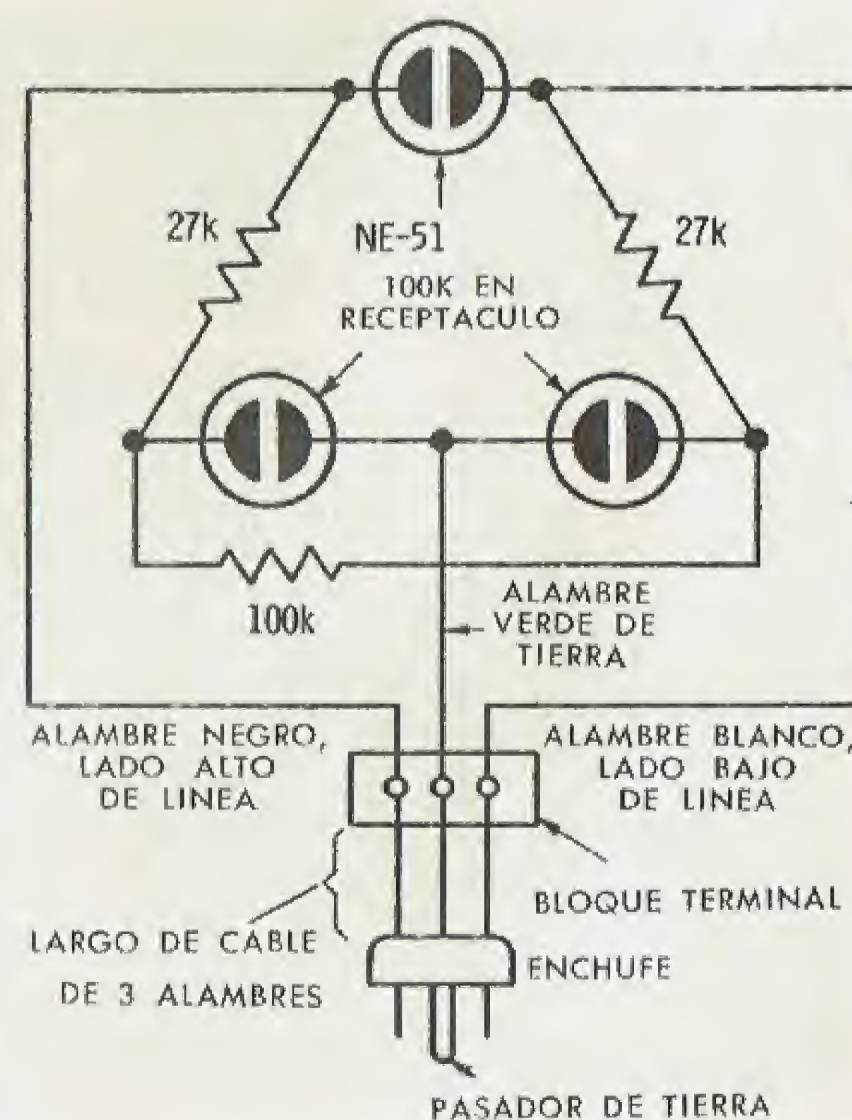 27k
NE-51
27k
100K EN
RECEPTACULO
100k
ALAMBRE
VERDE DE
TIERRA
ALAMBRE NEGRO,
LADO ALTO
DE LINEA
ALAMBRE BLANCO,
LADO BAJO
DE LINEA
BLOQUE TERMINAL
LARGO DE CABLE
DE 3 ALAMBRES
ENCHUFE
PASADOR DE TIERRA